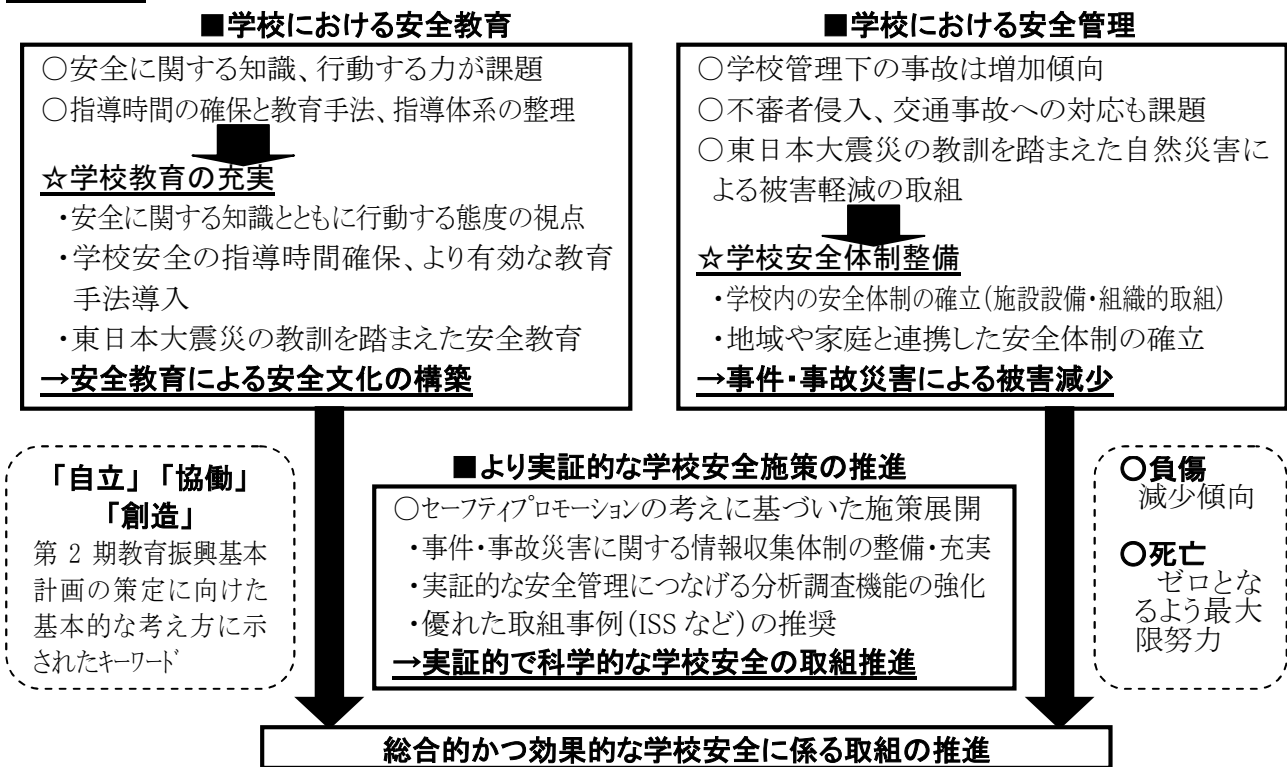 ■学校における安全教育
○安全に関する知識、行動する力が課題
○指導時間の確保と教育手法、指導体系の整理
☆学校教育の充実
・安全に関する知識とともに行動する態度の視点
・学校安全の指導時間確保、より有効な教育
手法導入
・東日本大震災の教訓を踏まえた安全教育
→安全教育による安全文化の構築
■学校における安全管理
○学校管理下の事故は増加傾向
○不審者侵入、交通事故への対応も課題
○東日本大震災の教訓を踏まえた自然災害に
よる被害軽減の取組
☆学校安全体制整備
・学校内の安全体制の確立(施設設備・組織的取組)
・地域や家庭と連携した安全体制の確立
→事件・事故災害による被害減少
「自立」「協働」
「創造」
第 2 期教育振興基本
計画の策定に向けた
基本的な考え方に示
されたキーワード
■より実証的な学校安全施策の推進
○セーフティプロモーションの考えに基づいた施策展開
・事件・事故災害に関する情報収集体制の整備・充実
・実証的な安全管理につなげる分析調査機能の強化
・優れた取組事例(ISS など)の推奨
→実証的で科学的な学校安全の取組推進
○負傷
減少傾向
○死亡
ゼロとな
るよう最大
限努力
総合的かつ効果的な学校安全に係る取組の推進